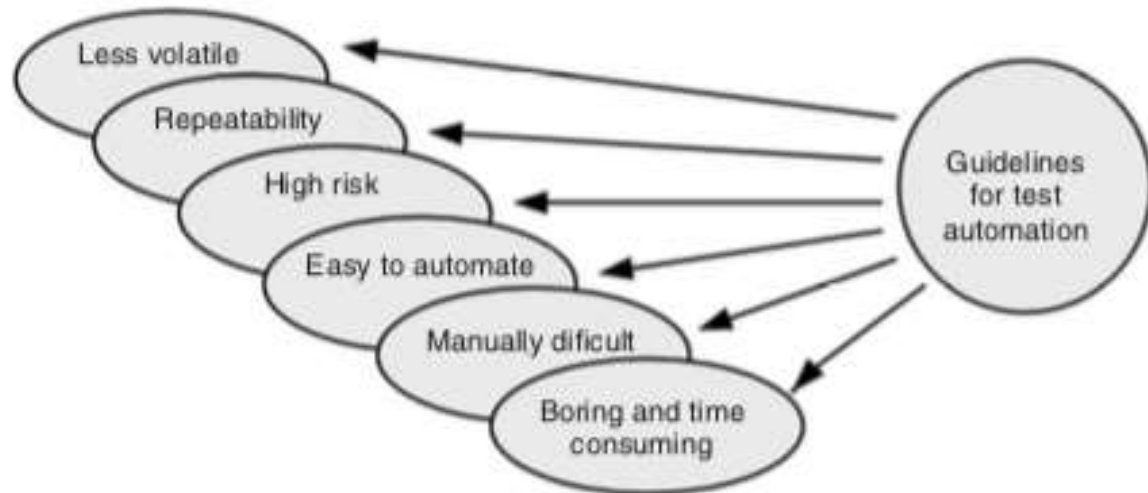 Less volatile
Repeatability
High risk
Easy to automate
Manually dificult
Boring and time
consuming
Guidelines
for test
automation